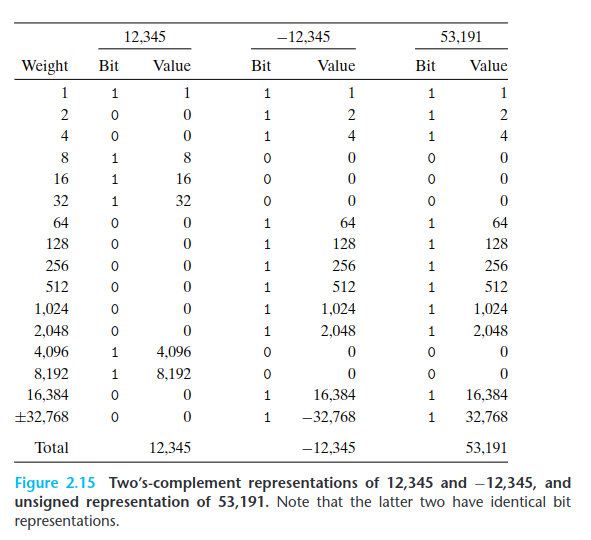 12,345 −12,345 53,191
Weight Bit Value Bit Value Bit Value
1 1 1 1 1 1 1
2 0 0 1 2 1 2
4 0 0 1 4 1 4
8 1 8 0 0 0 0
16 1 16 0 0 0 0
32 1 32 0 0 0 0
64 0 0 1 64 1 64
128 0 0 1 128 1 128
256 0 0 1 256 1 256
512 0 0 1 512 1 512
1,024 0 0 1 1,024 1 1,024
2,048 0 0 1 2,048 1 2,048
4,096 1 4,096 0 0 0 0
8,192 1 8,192 0 0 0 0
16,384 0 0 1 16,384 1 16,384
±32,768 0 0 1 −32,768 1 32,768
Total 12,345 −12,345 53,191
Figure 2.15 Two’s-complement representations of 12,345 and −12,345, and
unsigned representation of 53,191. Note that the latter two have identical bit
representations.